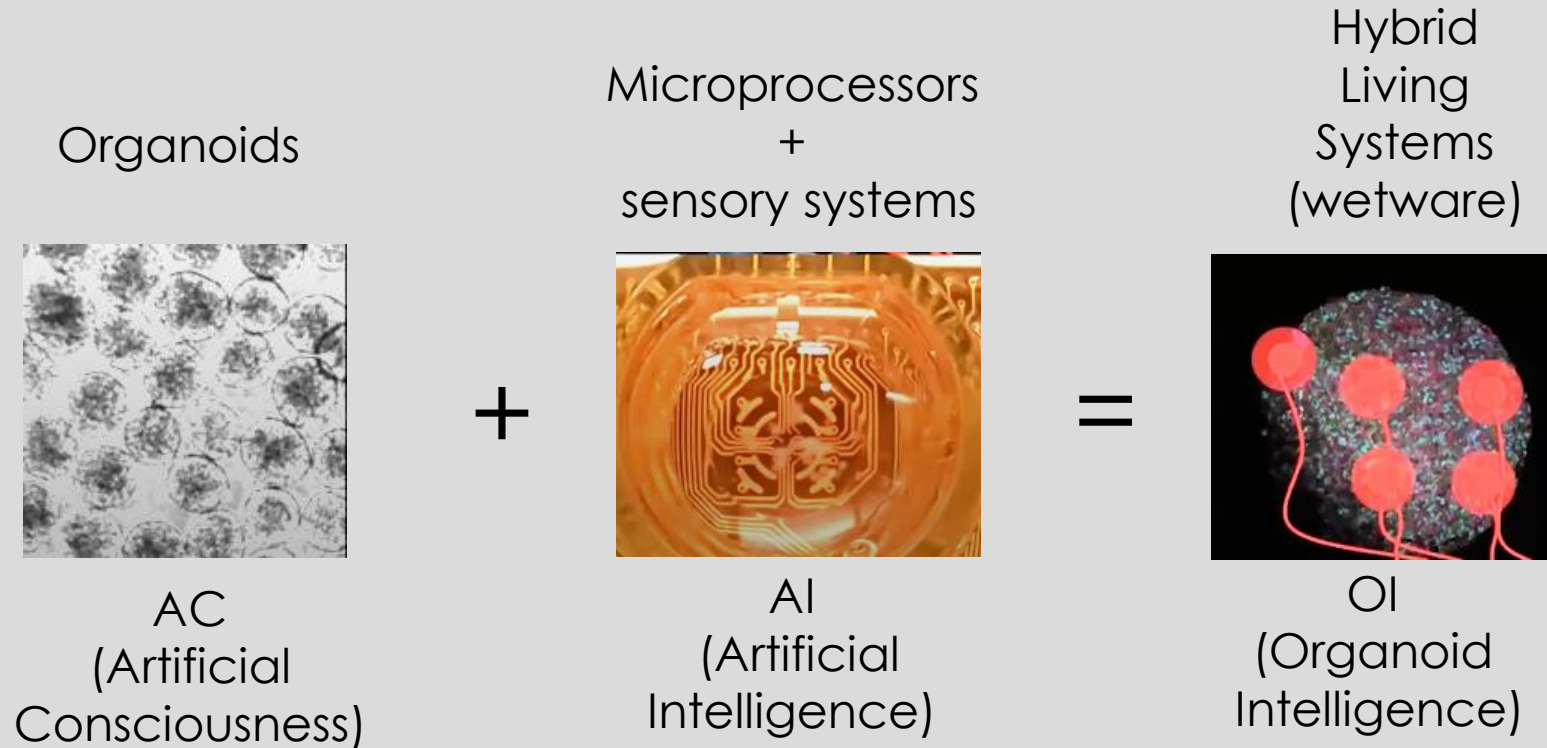 Organoids
Microprocessors
+
sensory systems
Hybrid
Living
Systems
(wetware)
+
=
AC
(Artificial
Consciousness)
AI
(Artificial
Intelligence)
OI
(Organoid
Intelligence)